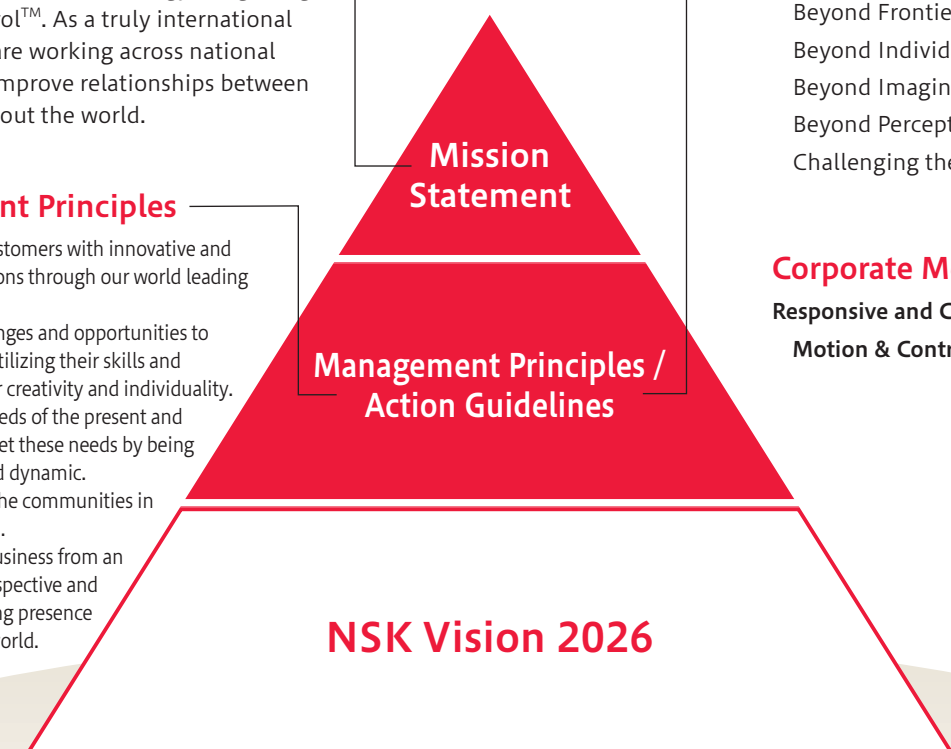 rol™. As a truly international
are working across national
improve relationships between
out the world.
nt Principles
stomers with innovative and
ons through our world leading
nges and opportunities to
tilizing their skills and
r creativity and individuality.
eds of the present and
et these needs by being
d dynamic.
he communities in
.
usiness from an
spective and
ng presence
orld.
Mission
Statement
Management Principles /
Action Guidelines
NSK Vision 2026
Beyond Frontie
Beyond Individ
Beyond Imagin
Beyond Percept
Challenging the
Corporate M
Responsive and C
Motion & Contr